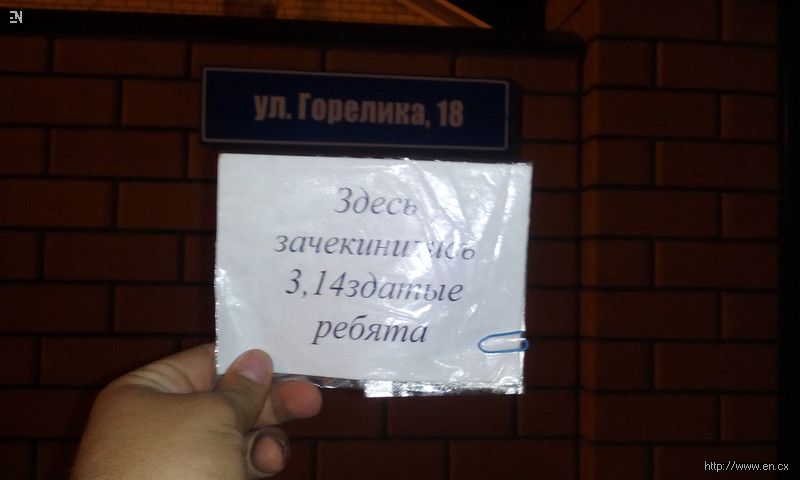 EN
ул. Горелика, 18
Здесь
зачекинились
3,14здатые
ребята
http://www.en.cx